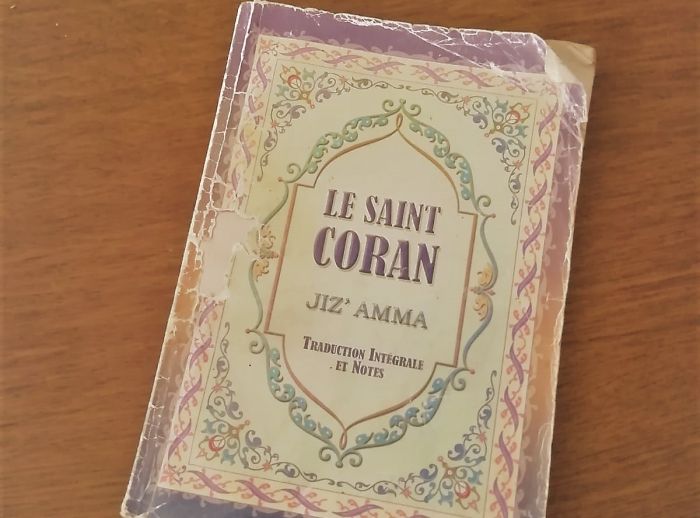 LE SAINT
CORAN
JIZ' AMMA
TRADUCTION INTÉGRALE
ET NOTES